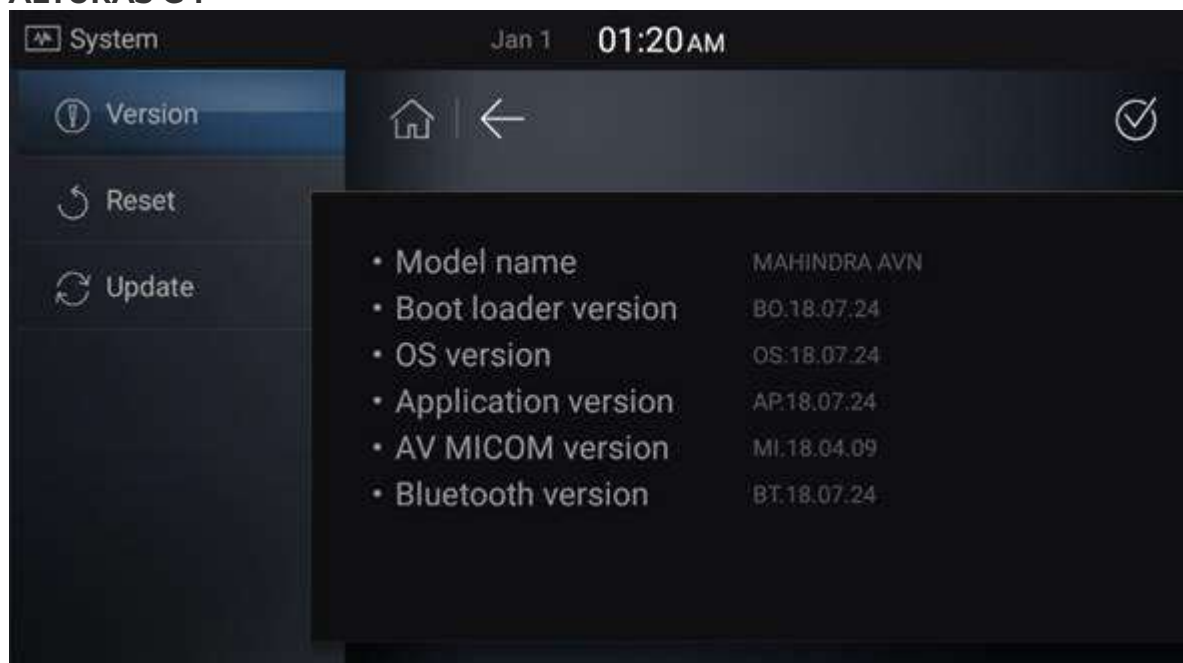 System
Jan 1 01:20 AM
Version
Reset
Update
• Model name MAHINDRA AVN
• Boot loader version BO.18.07.24
• OS version OS.18.07.24
• Application version AP.18.07.24
• AV MICOM version MI.18.04.09
• Bluetooth version BT.18.07.24